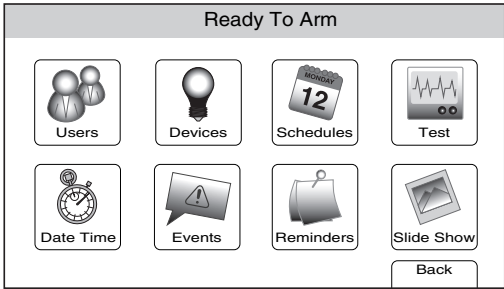 Ready To Arm
MONDAY
12
Users
Devices
Schedules
Test
Date Time
Events
Reminders
Slide Show
Back